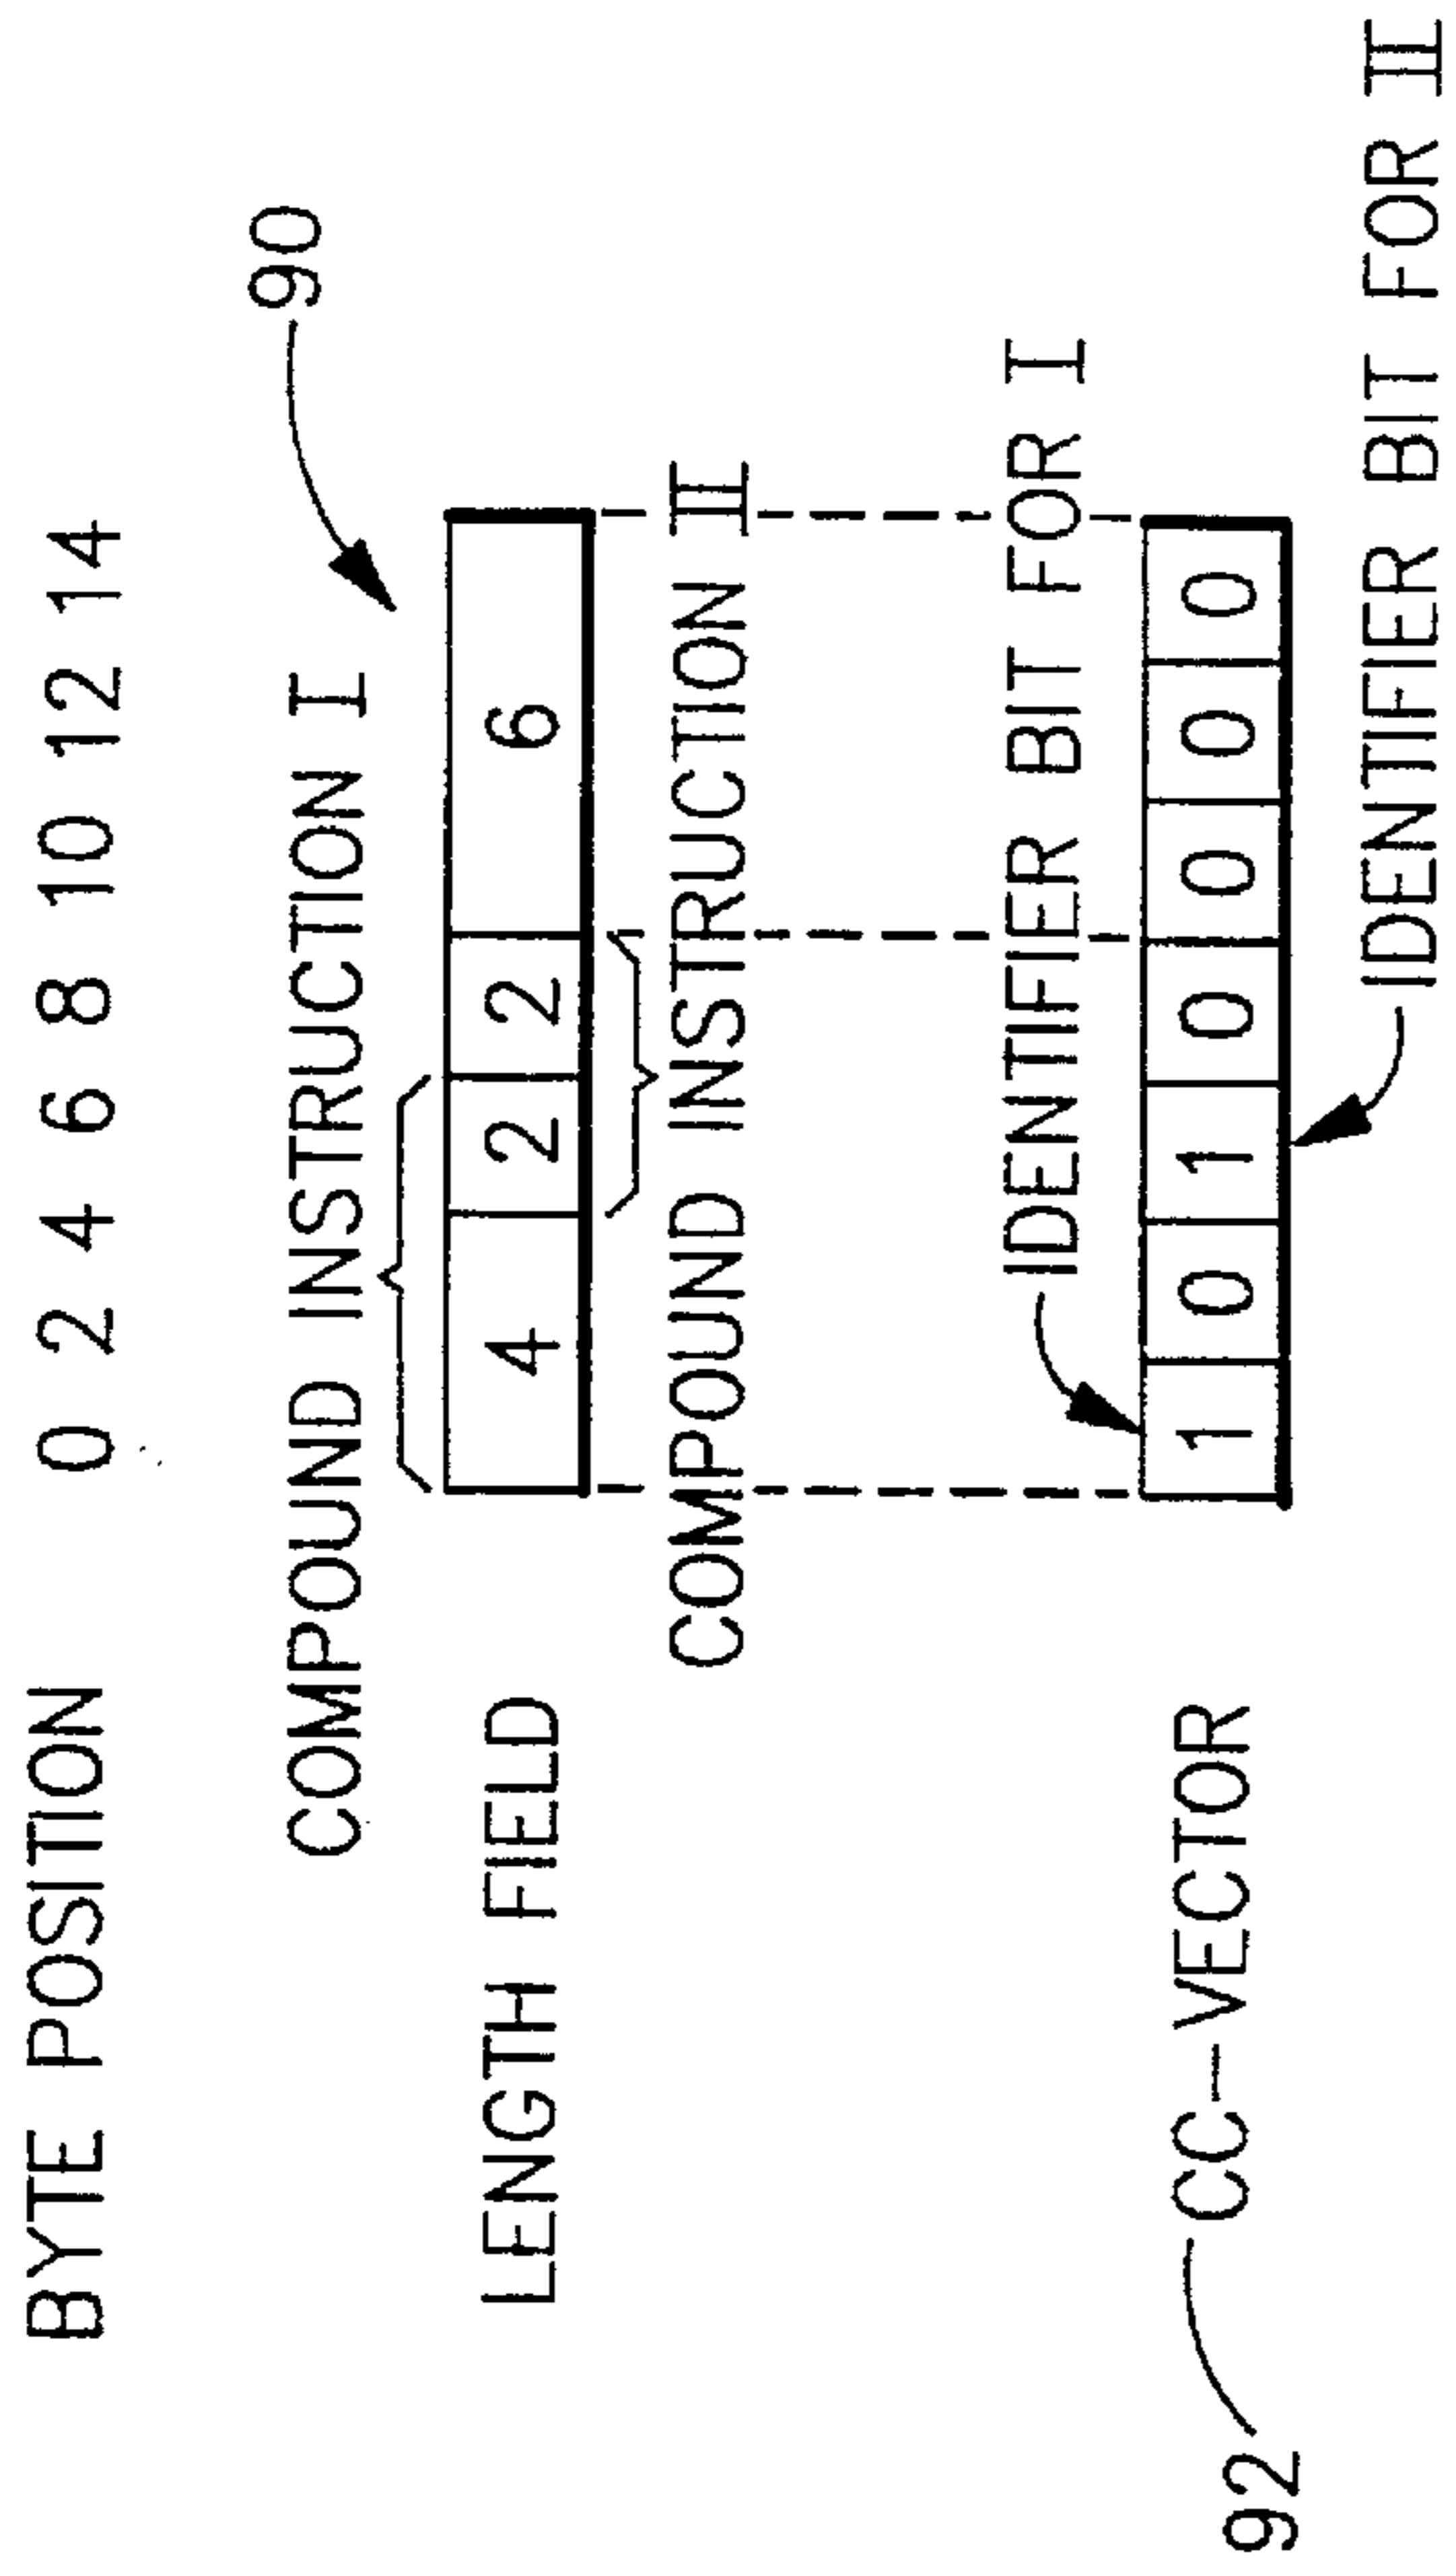 BYTE POSITION 0 2 4 6 8 10 12 14
90
COMPOUND INSTRUCTION I
LENGTH FIELD 4 2 2 6
COMPOUND INSTRUCTION II
IDENTIFIER BIT FOR I
92 CC-VECTOR 1 0 1 0 0 0 0
IDENTIFIER BIT FOR II